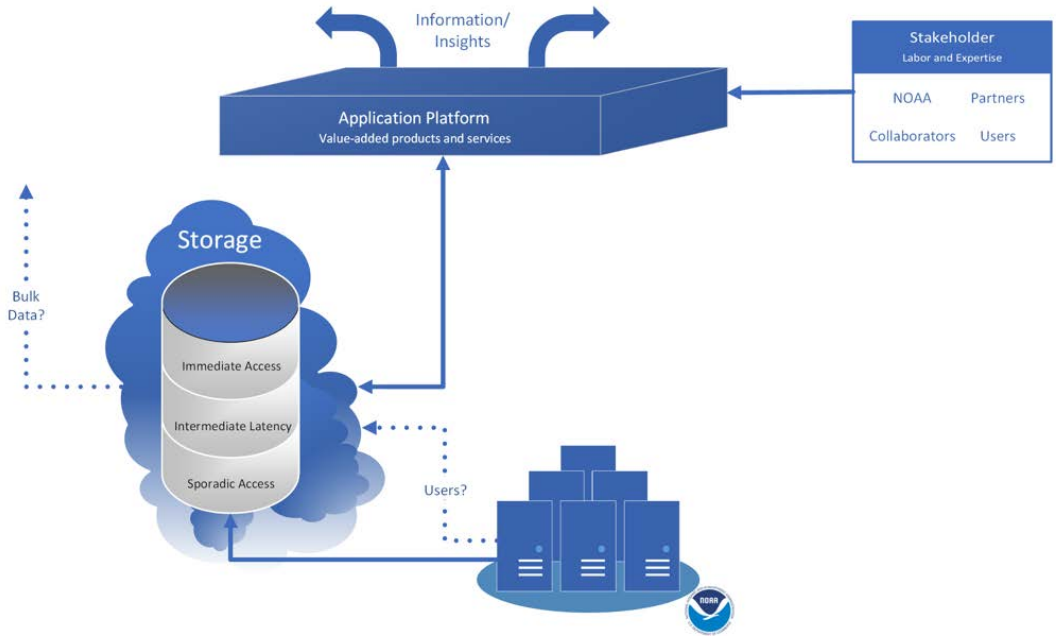 Information/
Insights
Stakeholder
Labor and Expertise
NOAA Partners
Collaborators Users
Application Platform
Value-added products and services
Storage
Bulk
Data?
Immediate Access
Intermediate Latency
Sporadic Access
Users?
NOAA